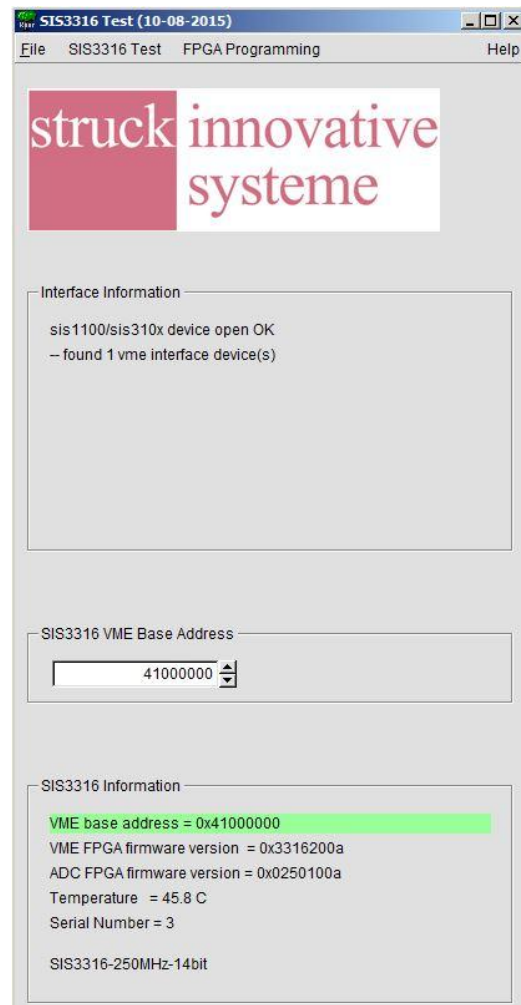 SIS3316 Test (10-08-2015)
File SIS3316 Test FPGA Programming Help
struck innovative
systeme
Interface Information
sis1100/sis310x device open OK
-- found 1 vme interface device(s)
SIS3316 VME Base Address
41000000
SIS3316 Information
VME base address = 0x41000000
VME FPGA firmware version = 0x3316200a
ADC FPGA firmware version = 0x0250100a
Temperature = 45.8 C
Serial Number = 3
SIS3316-250MHz-14bit